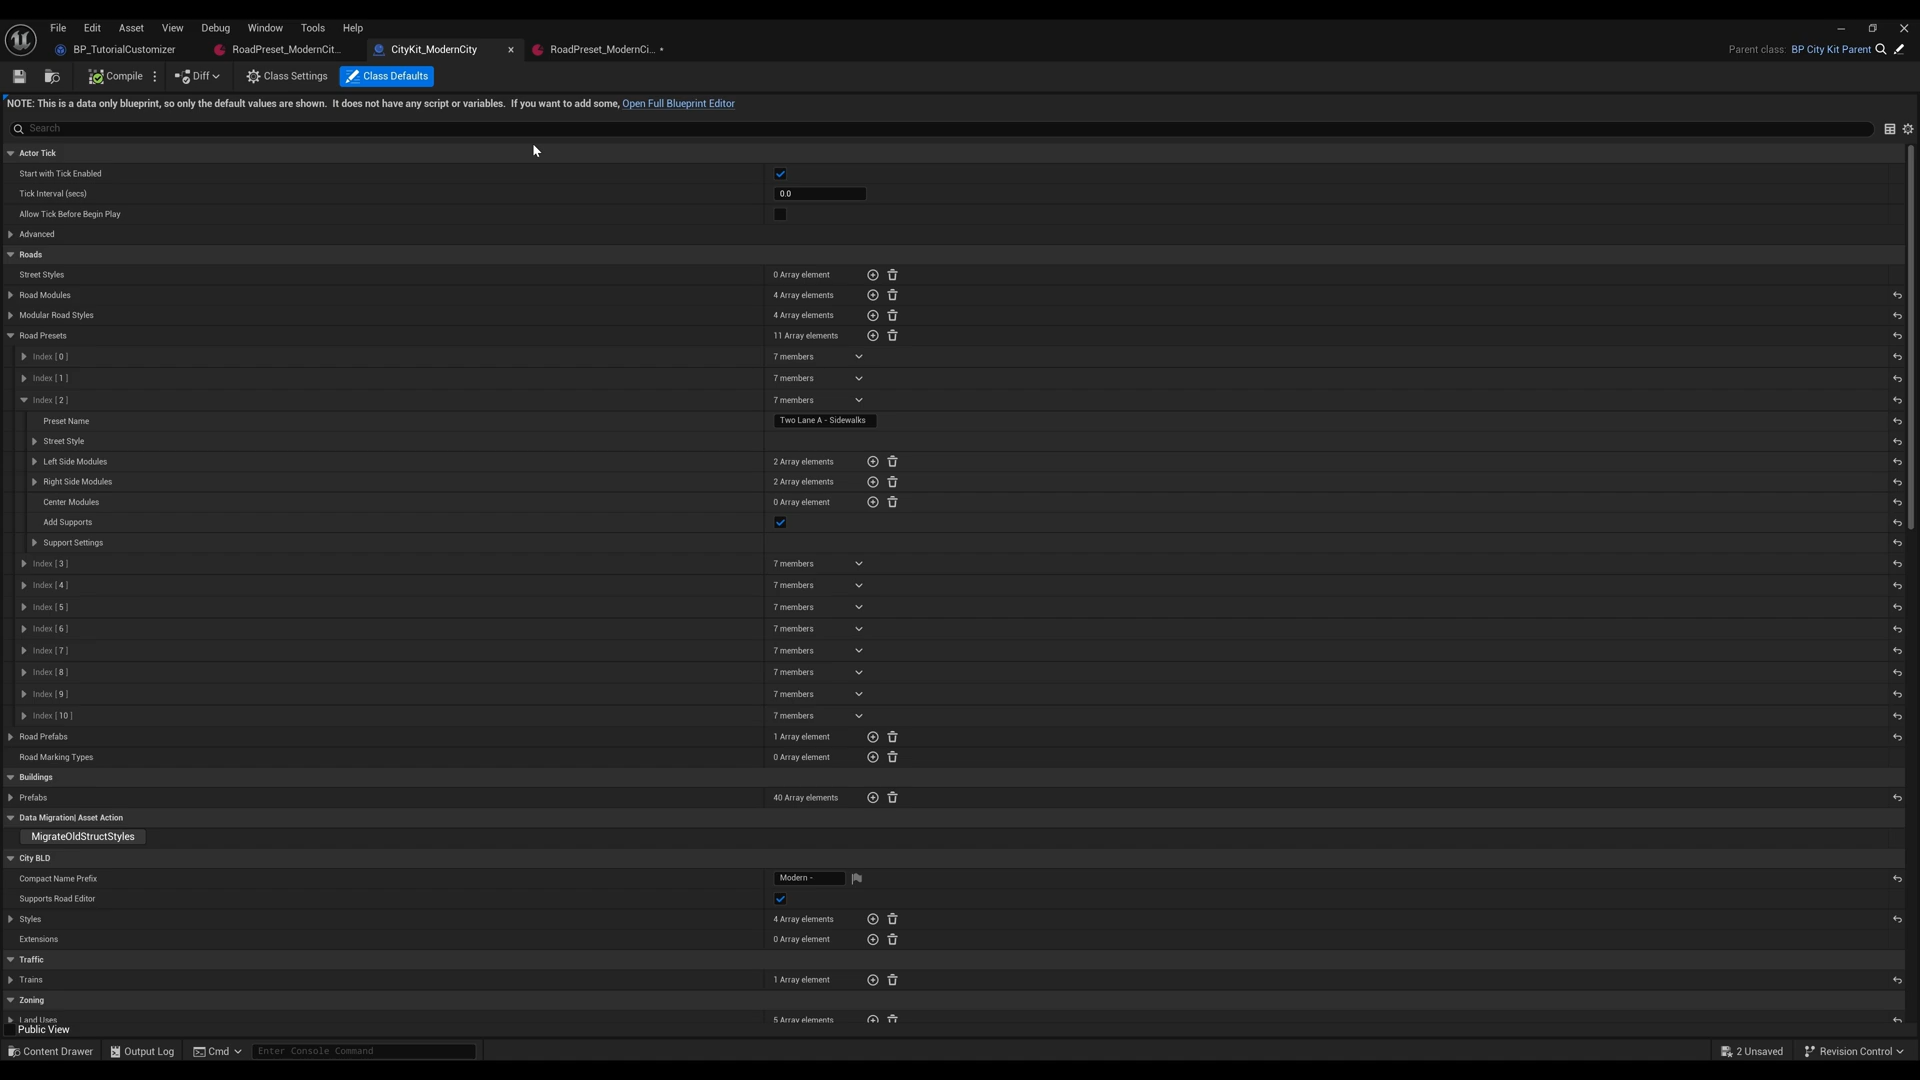 File Edit Asset View Debug Window Tools Help
BP_TutorialCustomizer RoadPreset_ModernCit... CityKit_ModernCity RoadPreset_ModernCi... • Parent class: BP City Kit Parent
Compile Diff Class Settings Class Defaults
NOTE: This is a data only blueprint, so only the default values are shown. It does not have any script or variables. If you want to add some, Open Full Blueprint Editor
Search
Actor Tick
Start with Tick Enabled
Tick Interval (secs) 0.0
Allow Tick Before Begin Play
Advanced
Roads
Street Styles 0 Array element
Road Modules 4 Array elements
Modular Road Styles 4 Array elements
Road Presets 11 Array elements
Index [ 0 ] 7 members
Index [ 1 ] 7 members
Index [ 2 ] 7 members
Preset Name Two Lane A - Sidewalks
Street Style
Left Side Modules 2 Array elements
Right Side Modules 2 Array elements
Center Modules 0 Array element
Add Supports
Support Settings
Index [ 3 ] 7 members
Index [ 4 ] 7 members
Index [ 5 ] 7 members
Index [ 6 ] 7 members
Index [ 7 ] 7 members
Index [ 8 ] 7 members
Index [ 9 ] 7 members
Index [ 10 ] 7 members
Road Prefabs 1 Array element
Road Marking Types 0 Array element
Buildings
Prefabs 40 Array elements
Data Migration| Asset Action
MigrateOldStructStyles
City BLD
Compact Name Prefix Modern -
Supports Road Editor
Styles 4 Array elements
Extensions 0 Array element
Traffic
Trains 1 Array element
Zoning
Land Uses 5 Array elements
Public View
Content Drawer Output Log Cmd Enter Console Command 2 Unsaved Revision Control